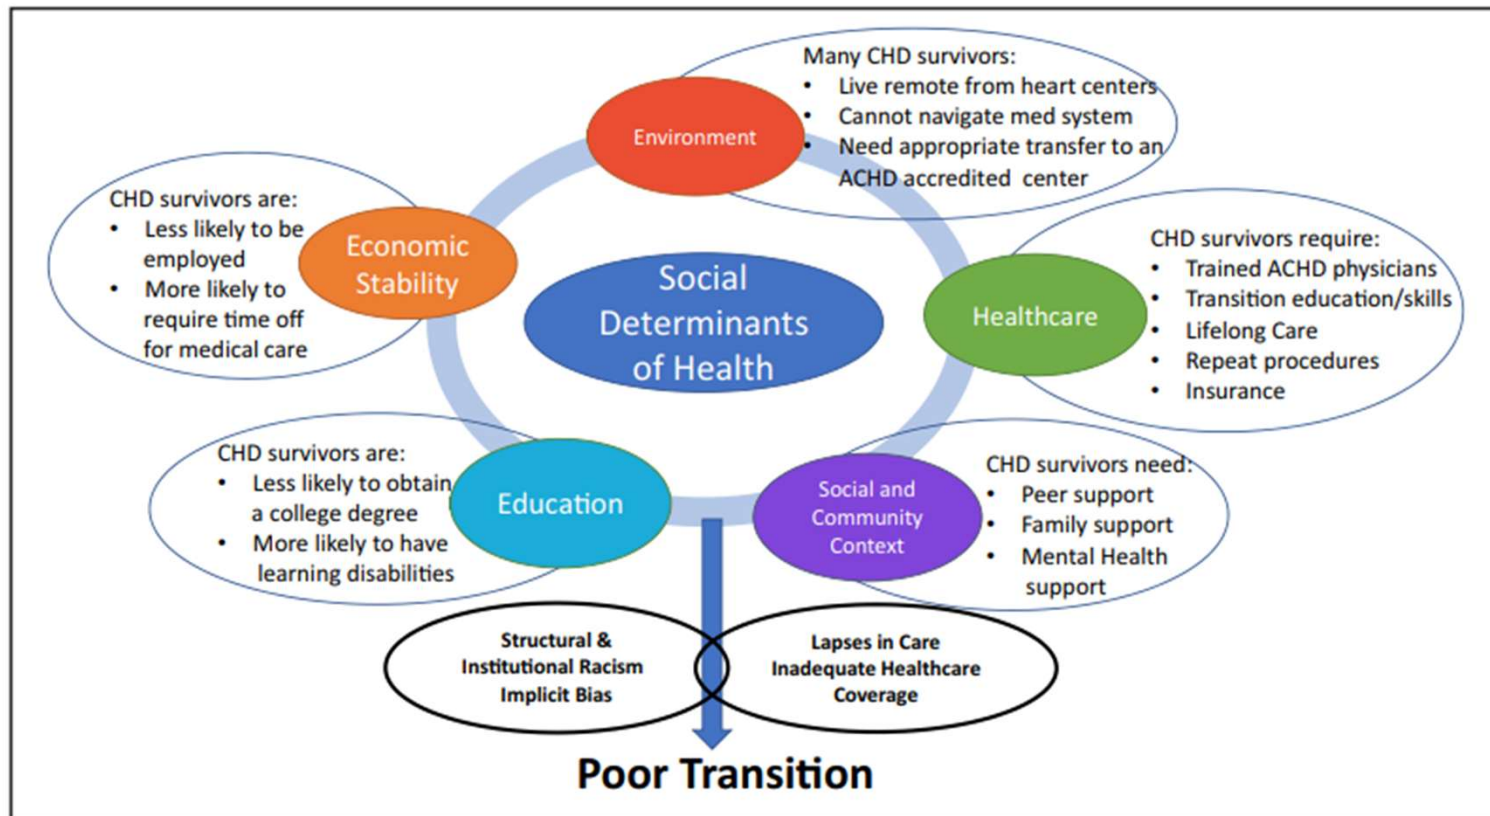 Many CHD survivors:
• Live remote from heart centers
• Cannot navigate med system
• Need appropriate transfer to an
ACHD accredited center
Environment
CHD survivors are:
• Less likely to be
employed
• More likely to
require time off
for medical care
Economic
Stability
Social
Determinants
of Health
CHD survivors require:
• Trained ACHD physicians
• Transition education/skills
• Lifelong Care
• Repeat procedures
• Insurance
Healthcare
CHD survivors are:
• Less likely to obtain
a college degree
• More likely to have
learning disabilities
Education
Social and
Community
Context
CHD survivors need:
• Peer support
• Family support
• Mental Health
support
Structural &
Institutional Racism
Implicit Bias
Lapses in Care
Inadequate Healthcare
Coverage
Poor Transition